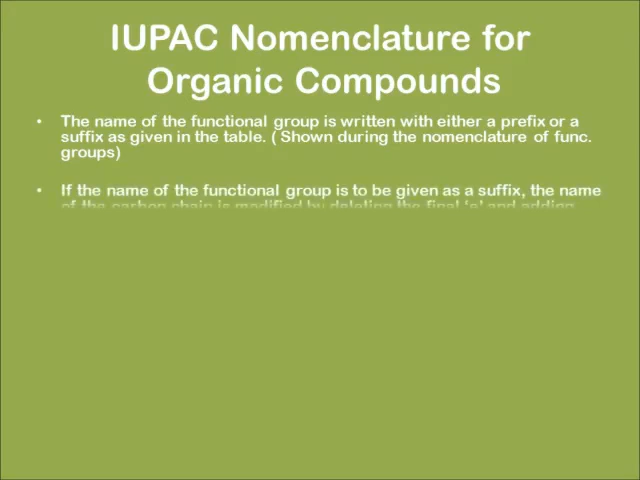 IUPAC Nomenclature for
Organic Compounds
• The name of the functional group is written with either a prefix or a
suffix as given in the table. ( Shown during the nomenclature of func.
groups)
• If the name of the functional group is to be given as a suffix, the name
of the carbon chain is modified by deleting the final ‘e’ and adding